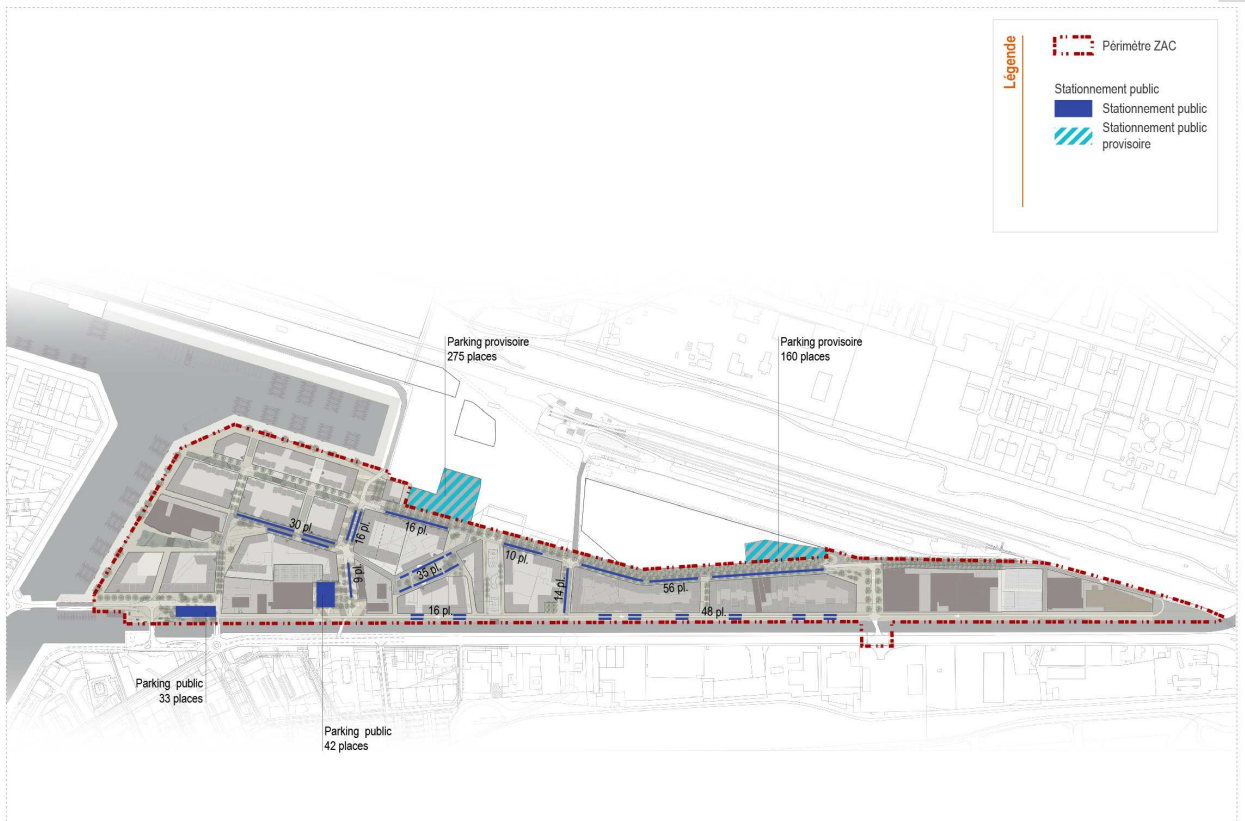 Légende
Périmètre ZAC
Stationnement public
Stationnement public
Stationnement public
provisoire
Parking provisoire
275 places
Parking provisoire
160 places
30 pl.
16 pl.
16 pl.
10 pl.
9 pl.
35 pl.
14 pl.
56 pl.
16 pl.
48 pl.
Parking public
33 places
Parking public
42 places